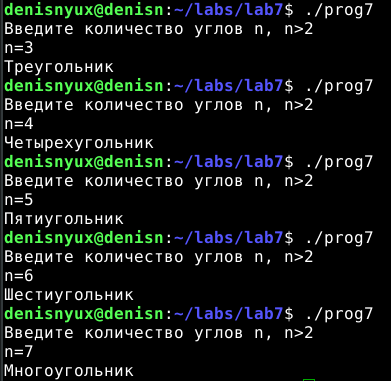 denisnyux@denisn:~/labs/lab7$ ./prog7
Введите количество углов n, n>2
n=3
Треугольник
denisnyux@denisn:~/labs/lab7$ ./prog7
Введите количество углов n, n>2
n=4
Четырехугольник
denisnyux@denisn:~/labs/lab7$ ./prog7
Введите количество углов n, n>2
n=5
Пятиугольник
denisnyux@denisn:~/labs/lab7$ ./prog7
Введите количество углов n, n>2
n=6
Шестиугольник
denisnyux@denisn:~/labs/lab7$ ./prog7
Введите количество углов n, n>2
n=7
Многоугольник